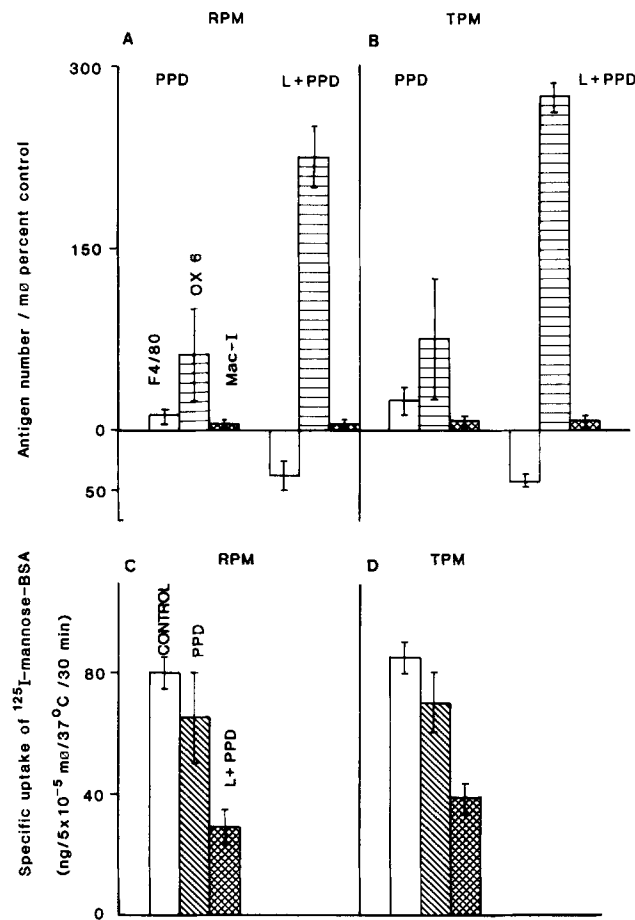 RPM
TPM
A
B
PPD
L+PPD
PPD
L+PPD
300
150
0
50
Antigen number / mø percent control
F4/80
OX 6
Mac-I
RPM
TPM
C
D
CONTROL
PPD
L+PPD
80
40
0
Specific uptake of ¹²⁵I-mannose-BSA
(ng/5x10⁻⁵ mø/37°C/30 min)